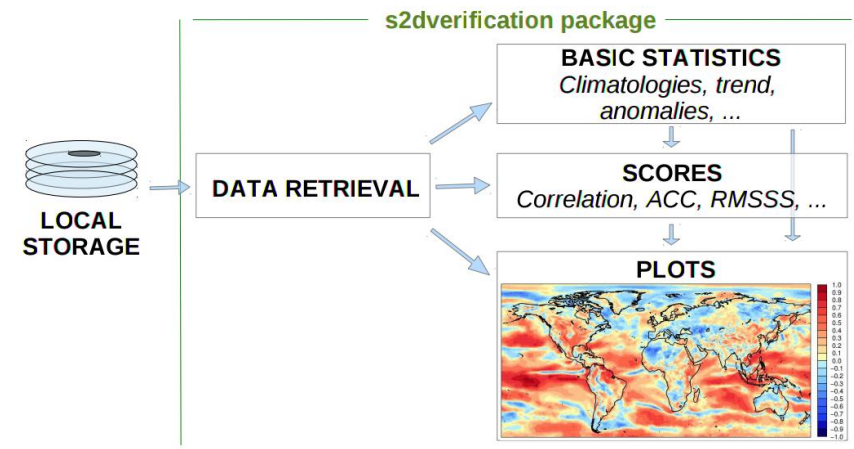 s2dverification package
BASIC STATISTICS
Climatologies, trend,
anomalies, ...
LOCAL
STORAGE
DATA RETRIEVAL
SCORES
Correlation, ACC, RMSSS, ...
PLOTS
1.0
0.9
0.8
0.7
0.6
0.5
0.4
0.3
0.2
0.1
0.0
-0.1
-0.2
-0.3
-0.4
-0.5
-0.6
-0.7
-0.8
-0.9
-1.0